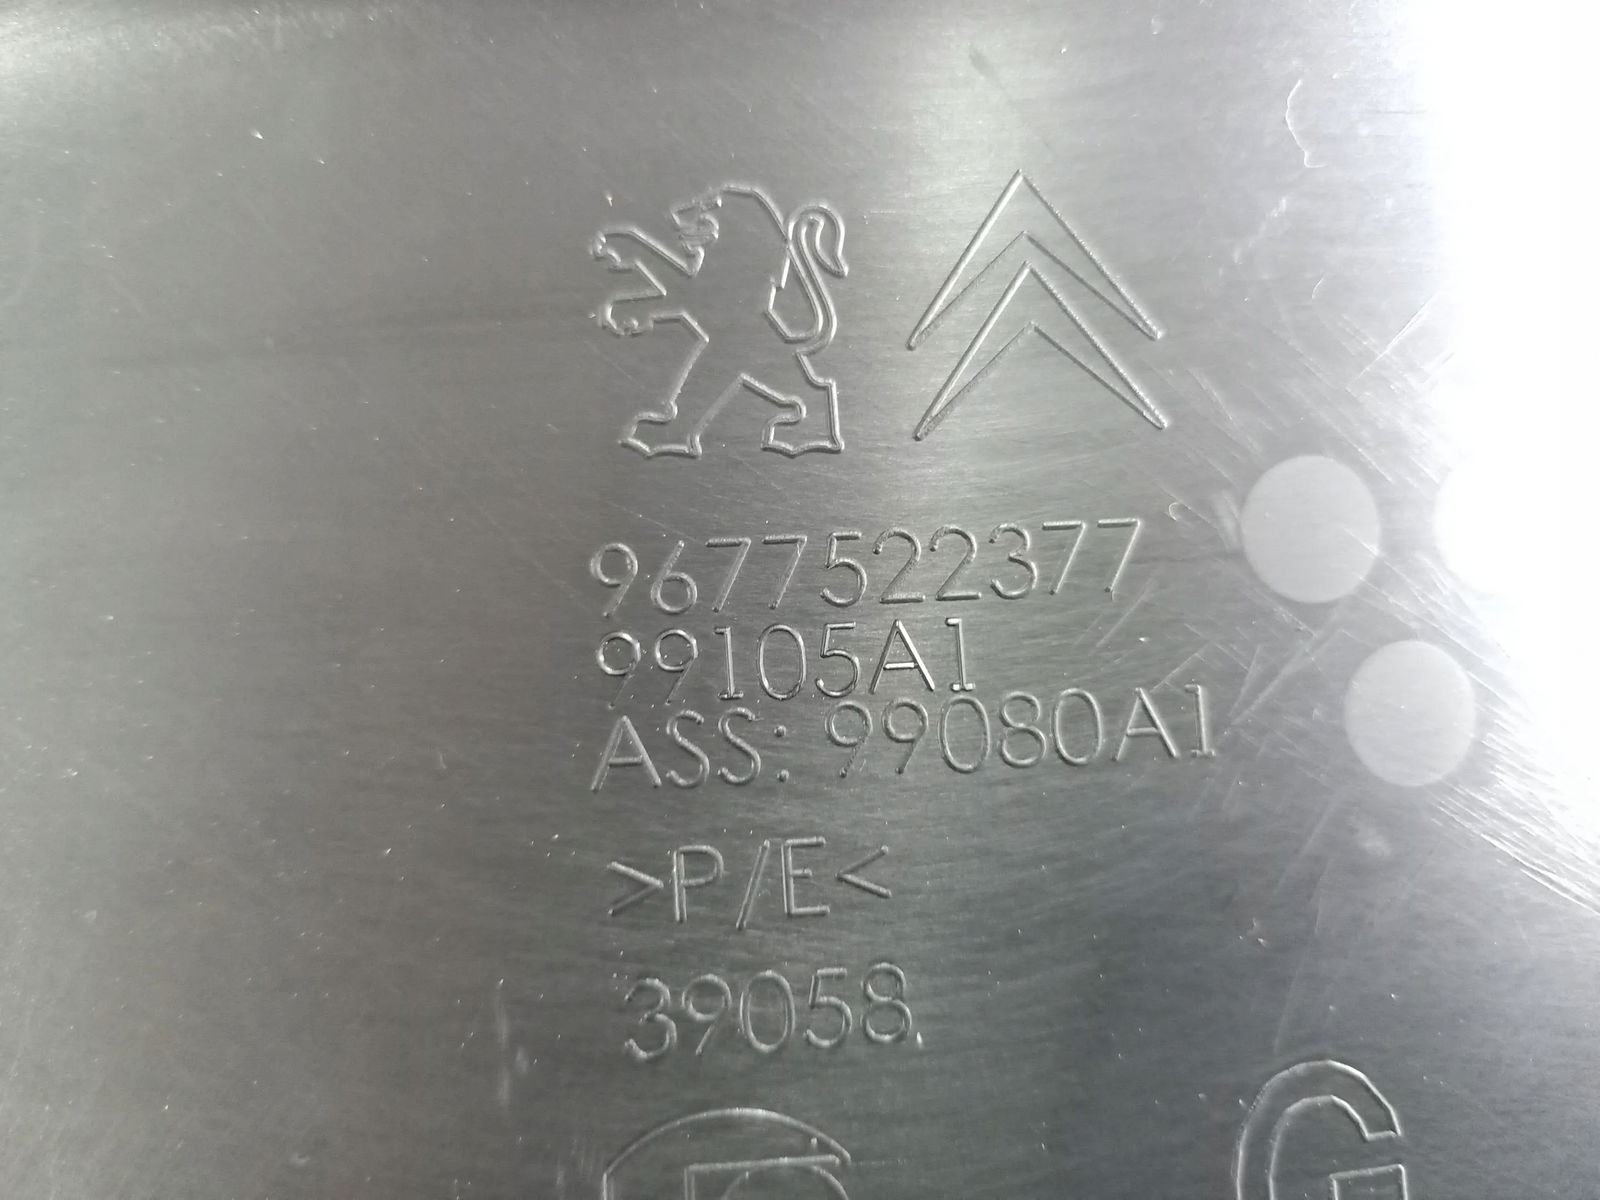 9677522377
99105A1
ASS: 99080A1
>P/E<
39058
G